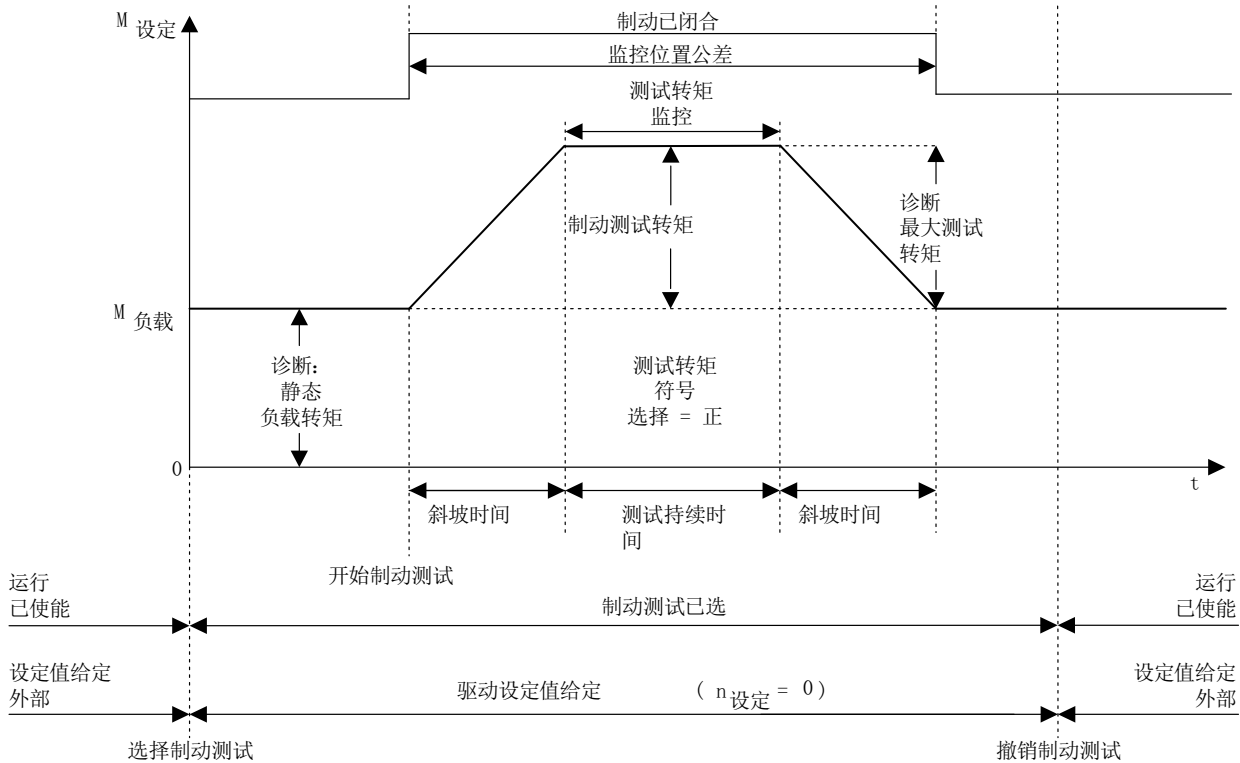 M 设定
制动已闭合
监控位置公差
测试转矩
监控
制动测试转矩
诊断
最大测试
转矩
M 负载
诊断：
静态
负载转矩
测试转矩
符号
选择 = 正
0
t
斜坡时间
测试持续时
间
斜坡时间
开始制动测试
运行
已使能
制动测试已选
运行
已使能
设定值给定
外部
驱动设定值给定 ( n设定 = 0)
设定值给定
外部
选择制动测试
撤销制动测试